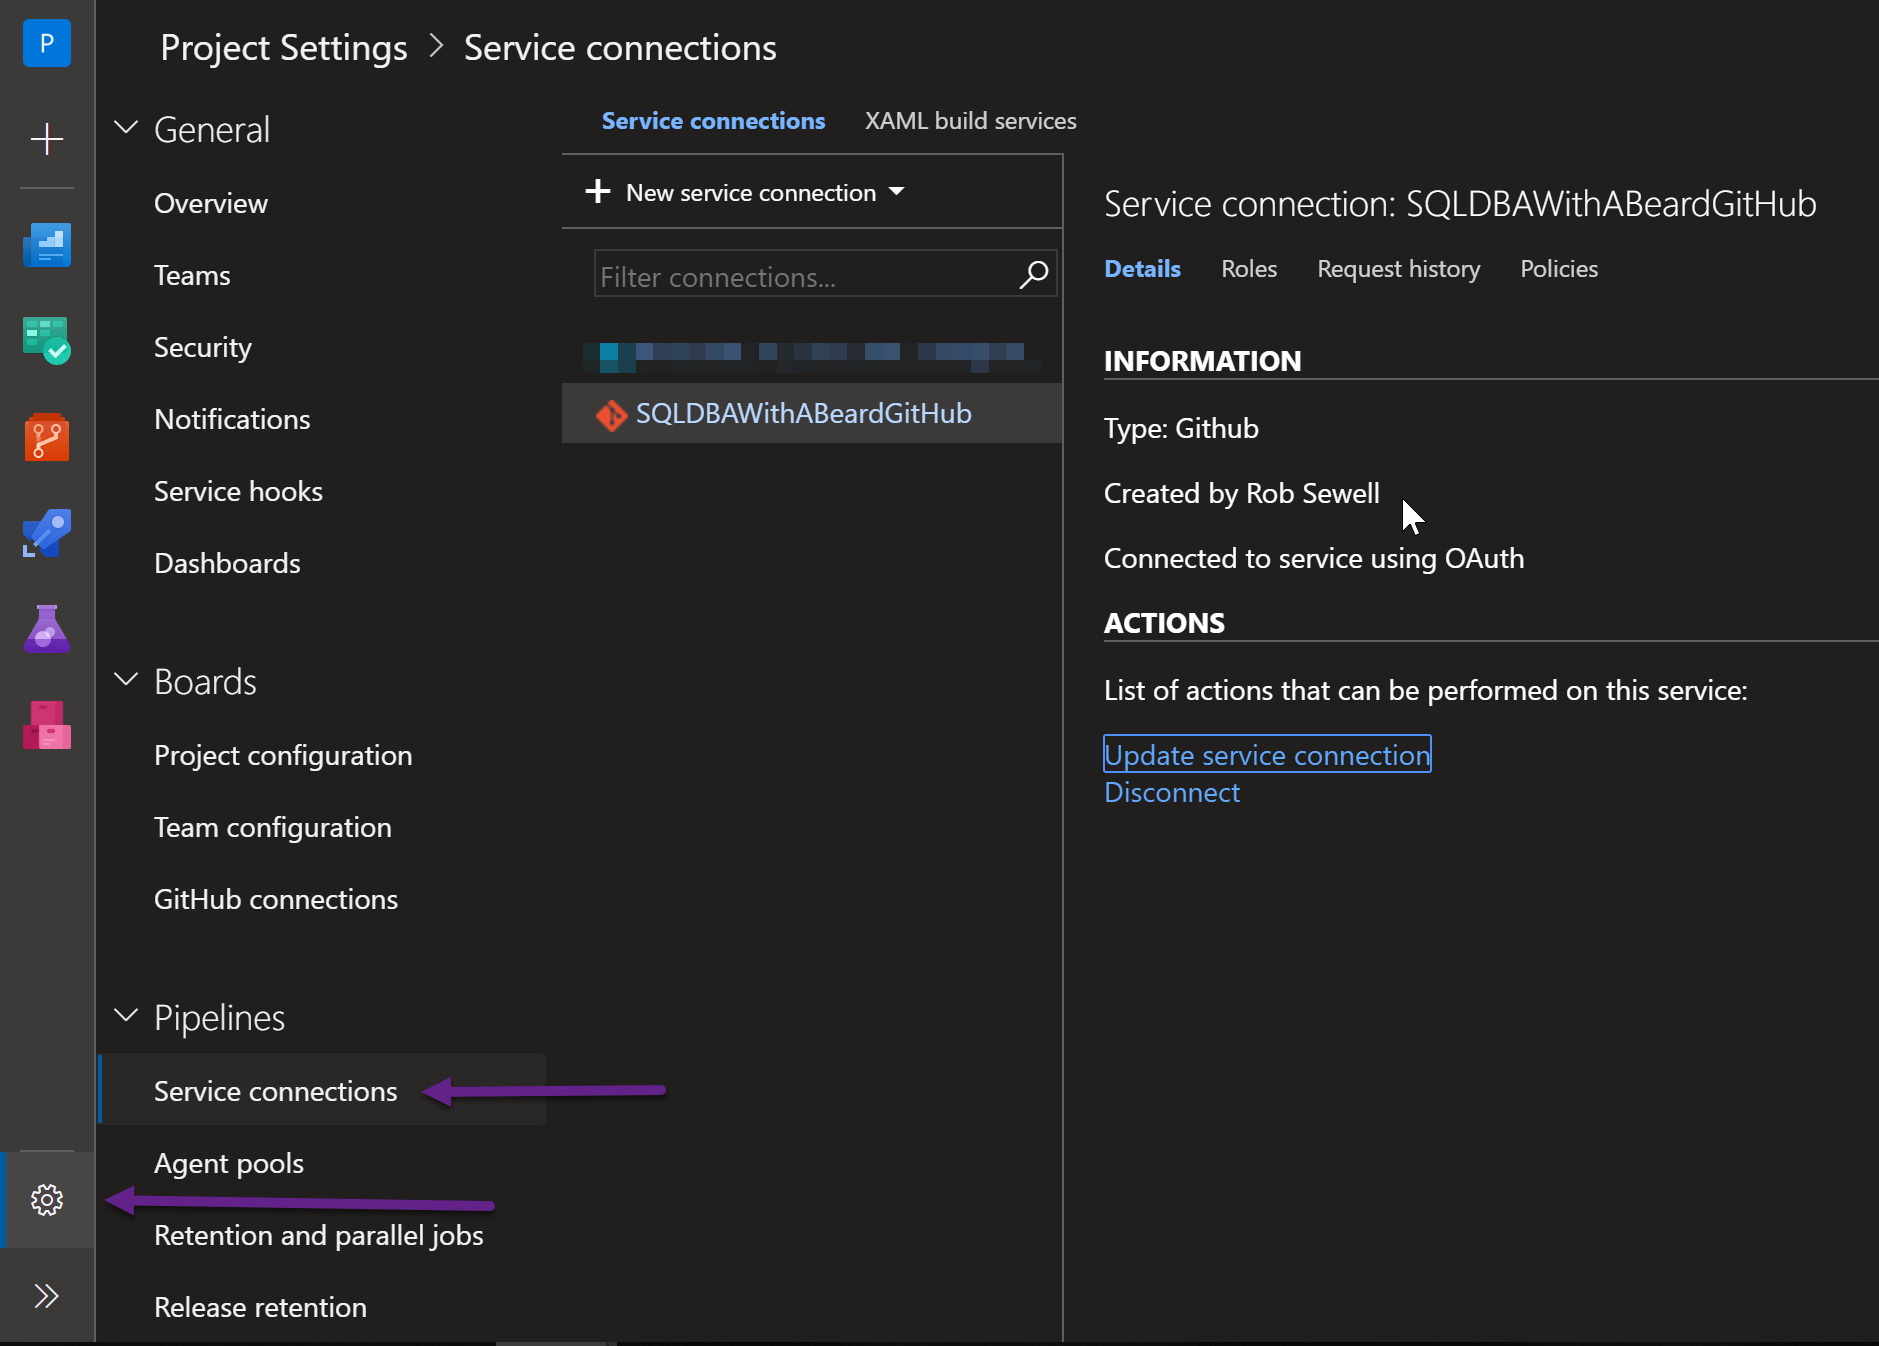 P
Project Settings > Service connections
General
Overview
Teams
Security
Notifications
Service hooks
Dashboards
Boards
Project configuration
Team configuration
GitHub connections
Pipelines
Service connections
Agent pools
Retention and parallel jobs
Release retention
Service connections XAML build services
New service connection
Filter connections...
SQLDBAWithABeardGitHub
Service connection: SQLDBAWithABeardGitHub
Details Roles Request history Policies
INFORMATION
Type: Github
Created by Rob Sewell
Connected to service using OAuth
ACTIONS
List of actions that can be performed on this service:
Update service connection
Disconnect